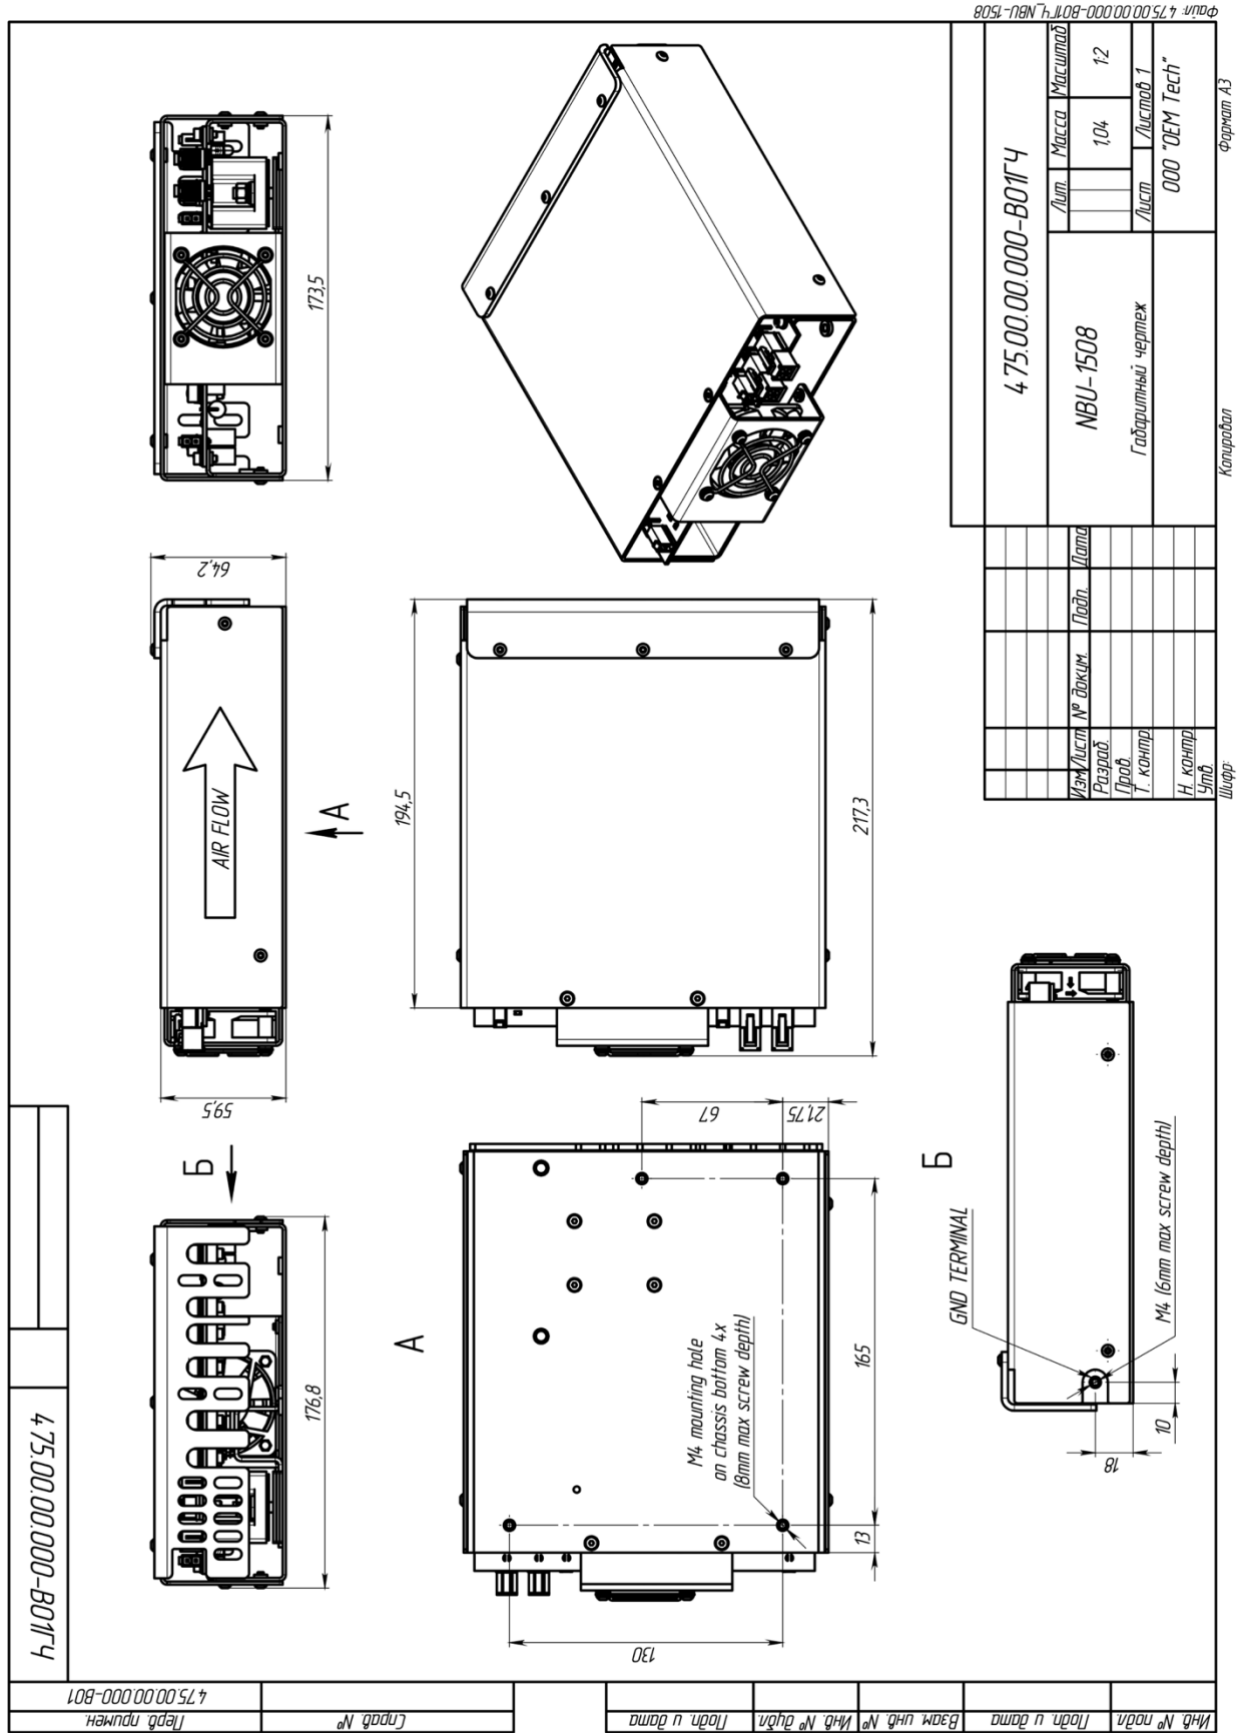 Файл: 475.00.00.000-В01ГЧ_NBU-1508
475.00.00.000-В01ГЧ
Перв. примен.
475.00.00.000-В01
Справ. №
Подп. и дата
Инв. № дубл.
Взам. инв. №
Подп. и дата
Инв. № подл.
176,8
Б
59,5
AIR FLOW
64,2
173,5
А
А
130
13
165
21,75
67
M4 mounting hole
on chassis bottom 4x
(8mm max screw depth)
194,5
217,3
Б
GND TERMINAL
M4 (6mm max screw depth)
18
10
475.00.00.000-В01ГЧ
Изм.
Лист
№ докум.
Подп.
Дата
Разраб.
Пров.
Т. контр.
Н. контр.
Утв.
NBU-1508
Габаритный чертеж
Лит.
Масса
Масштаб
1,04
1:2
Лист
Листов 1
ООО "OEM Tech"
Шифр:
Копировал
Формат А3